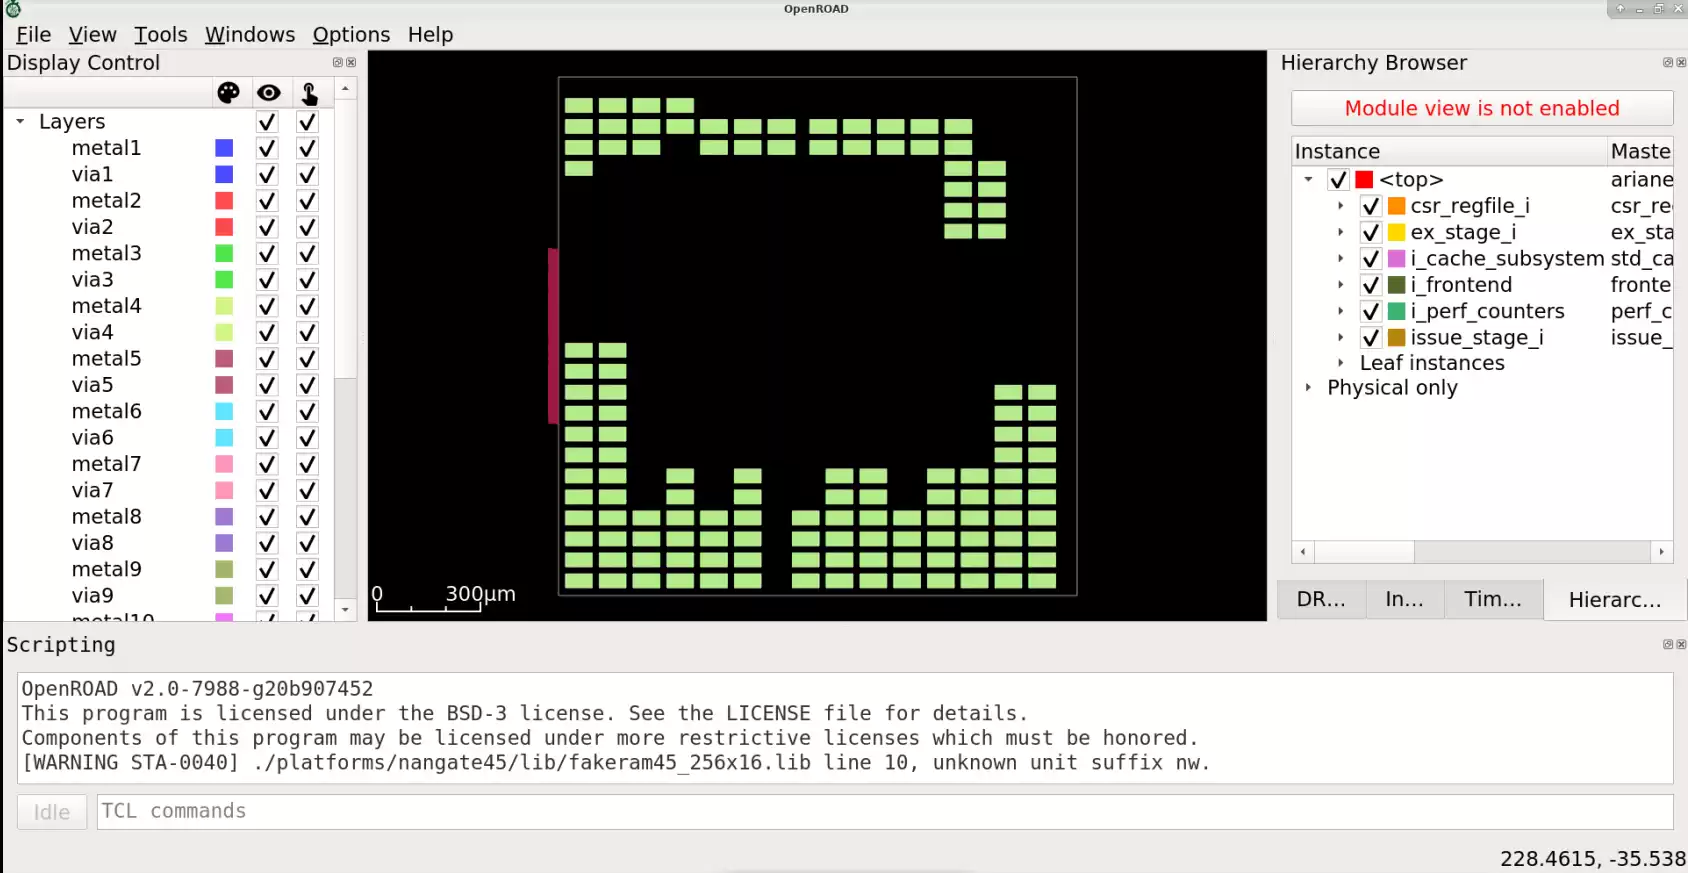 OpenROAD
File View Tools Windows Options Help
Display Control
Layers
metal1
via1
metal2
via2
metal3
via3
metal4
via4
metal5
via5
metal6
via6
metal7
via7
metal8
via8
metal9
via9
metal10
0 300μm
Hierarchy Browser
Module view is not enabled
Instance Maste
<top> ariane
csr_regfile_i csr_re
ex_stage_i ex_sta
i_cache_subsystem std_ca
i_frontend fronte
i_perf_counters perf_c
issue_stage_i issue_
Leaf instances
Physical only
DR... In... Tim... Hierarc...
Scripting
OpenROAD v2.0-7988-g20b907452
This program is licensed under the BSD-3 license. See the LICENSE file for details.
Components of this program may be licensed under more restrictive licenses which must be honored.
[WARNING STA-0040] ./platforms/nangate45/lib/fakeram45_256x16.lib line 10, unknown unit suffix nw.
Idle TCL commands
228.4615, -35.538